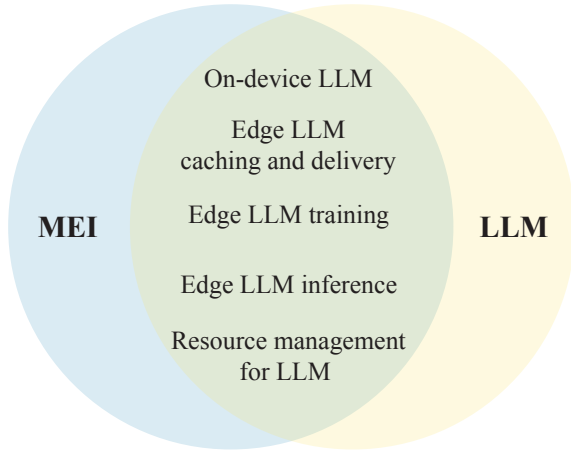 On-device LLM
Edge LLM
caching and delivery
MEI
Edge LLM training
LLM
Edge LLM inference
Resource management
for LLM